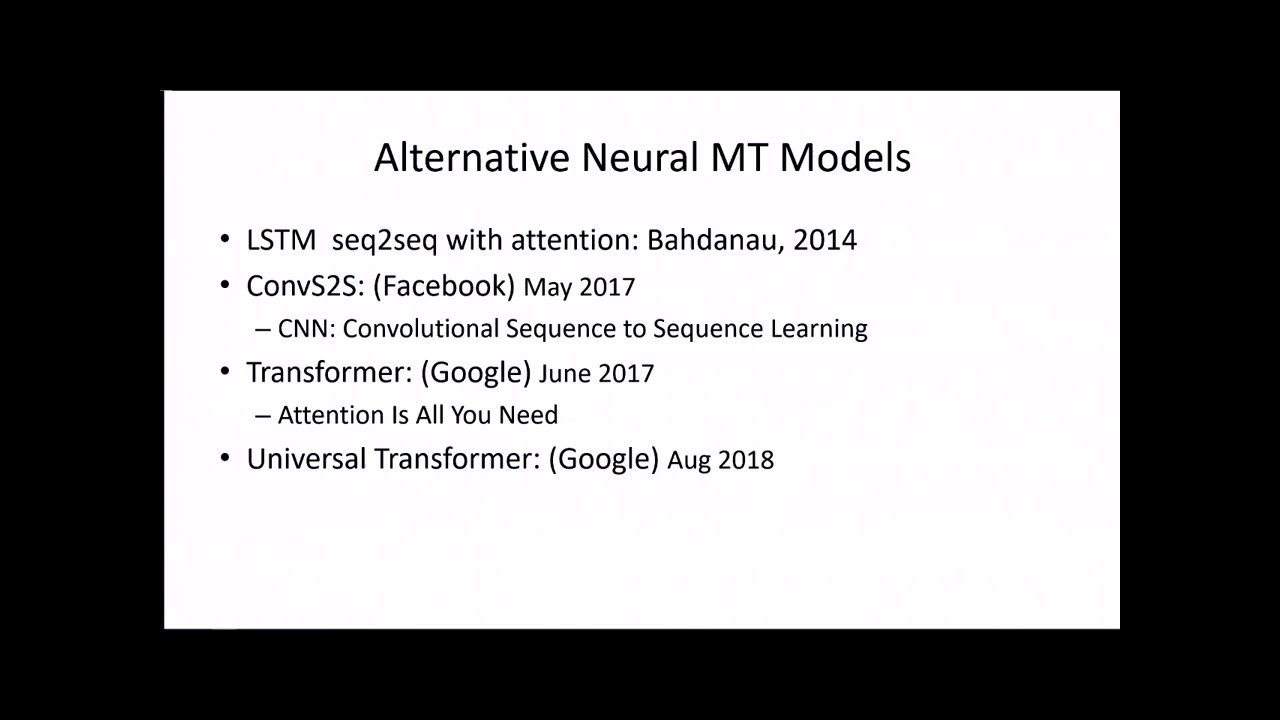 Alternative Neural MT Models
• LSTM  seq2seq with attention: Bahdanau, 2014
• ConvS2S: (Facebook) May 2017
– CNN: Convolutional Sequence to Sequence Learning
• Transformer: (Google) June 2017
– Attention Is All You Need
• Universal Transformer: (Google) Aug 2018